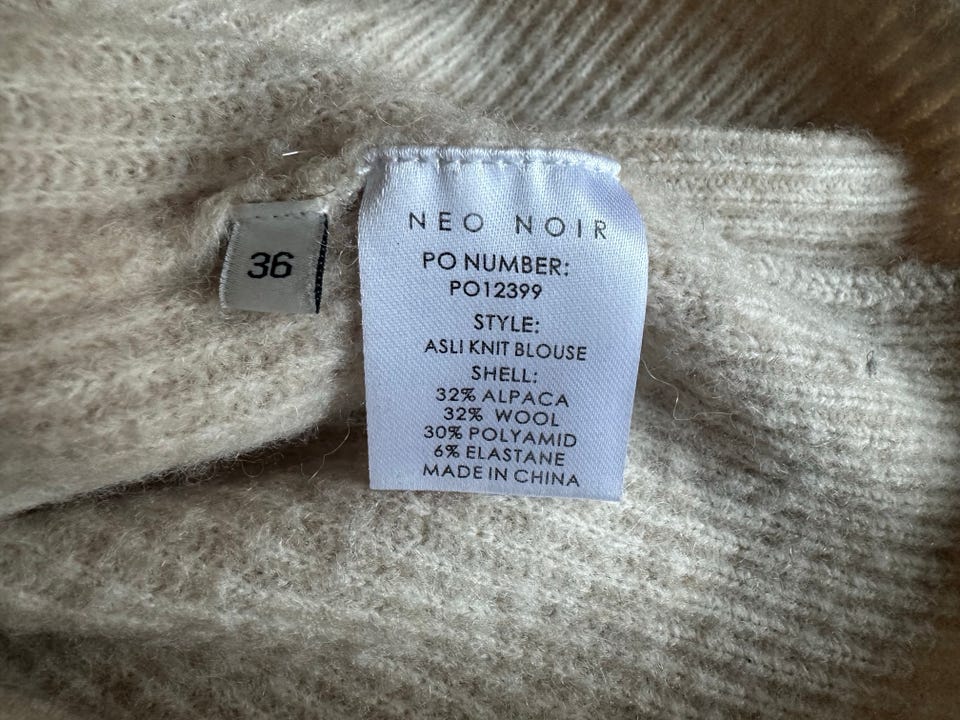 36
NEO NOIR
PO NUMBER:
PO12399
STYLE:
ASLI KNIT BLOUSE
SHELL:
32% ALPACA
32% WOOL
30% POLYAMID
6% ELASTANE
MADE IN CHINA